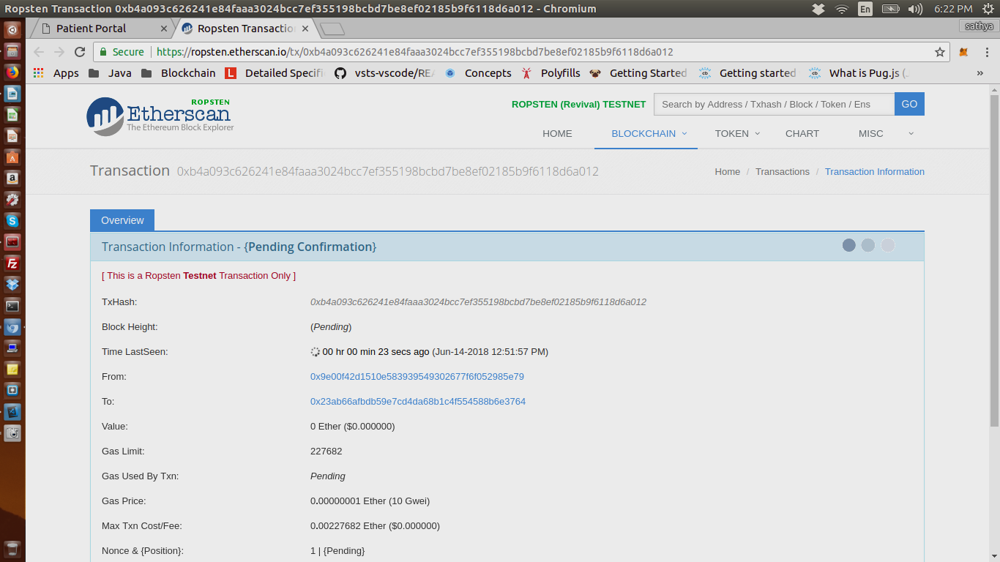 Ropsten Transaction 0xb4a093c626241e84faaa3024bcc7ef355198bcbd7be8ef02185b9f6118d6a012 - Chromium
En
6:22 PM
Patient Portal
Ropsten Transactio
sathya
Secure
https://ropsten.etherscan.io/tx/0xb4a093c626241e84faaa3024bcc7ef355198bcbd7be8ef02185b9f6118d6a012
Apps
Java
Blockchain
L
Detailed Specifi
vsts-vscode/REA
Concepts
Polyfills
Getting Started
Getting started
What is Pug.js (J
»
ROPSTEN
Etherscan
The Ethereum Block Explorer
ROPSTEN (Revival) TESTNET
Search by Address / Txhash / Block / Token / Ens
GO
HOME
BLOCKCHAIN
TOKEN
CHART
MISC
Transaction 0xb4a093c626241e84faaa3024bcc7ef355198bcbd7be8ef02185b9f6118d6a012
Home / Transactions / Transaction Information
Overview
Transaction Information - {Pending Confirmation}
[ This is a Ropsten Testnet Transaction Only ]
TxHash: 0xb4a093c626241e84faaa3024bcc7ef355198bcbd7be8ef02185b9f6118d6a012
Block Height: (Pending)
Time LastSeen: 00 hr 00 min 23 secs ago (Jun-14-2018 12:51:57 PM)
From: 0x9e00f42d1510e583939549302677f6f052985e79
To: 0x23ab66afbdb59e7cd4da68b1c4f554588b6e3764
Value: 0 Ether ($0.000000)
Gas Limit: 227682
Gas Used By Txn: Pending
Gas Price: 0.00000001 Ether (10 Gwei)
Max Txn Cost/Fee: 0.00227682 Ether ($0.000000)
Nonce & {Position}: 1 | {Pending}